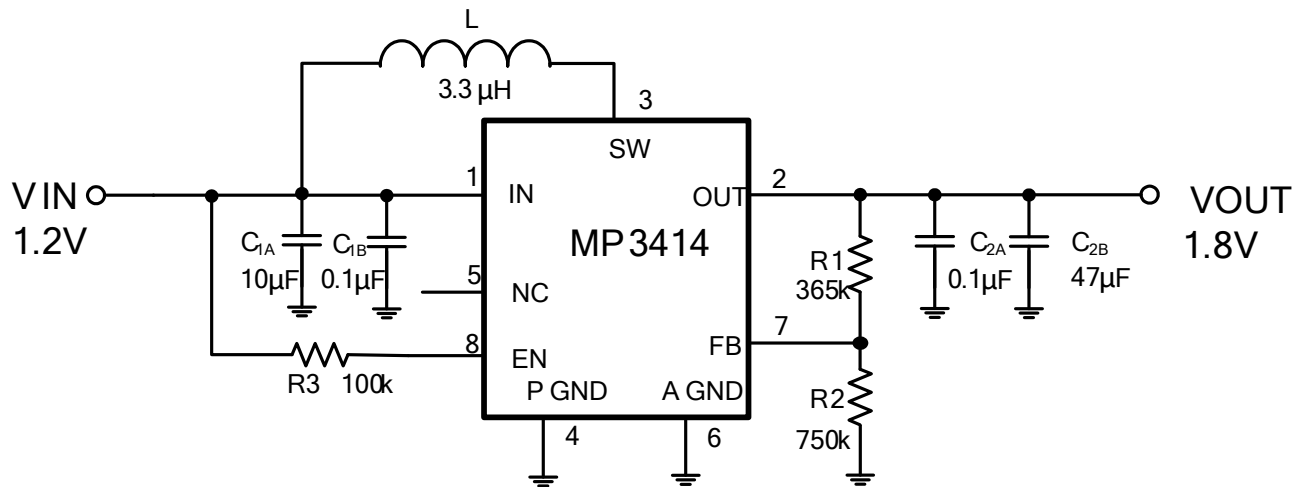 L
3.3 µH
3
SW
VIN
1.2V
1
IN
OUT
2
VOUT
1.8V
C1A
10µF
C1B
0.1µF
MP3414
R1
365k
C2A
0.1µF
C2B
47µF
5
NC
7
FB
8
EN
R3 100k
P GND
A GND
R2
750k
4
6